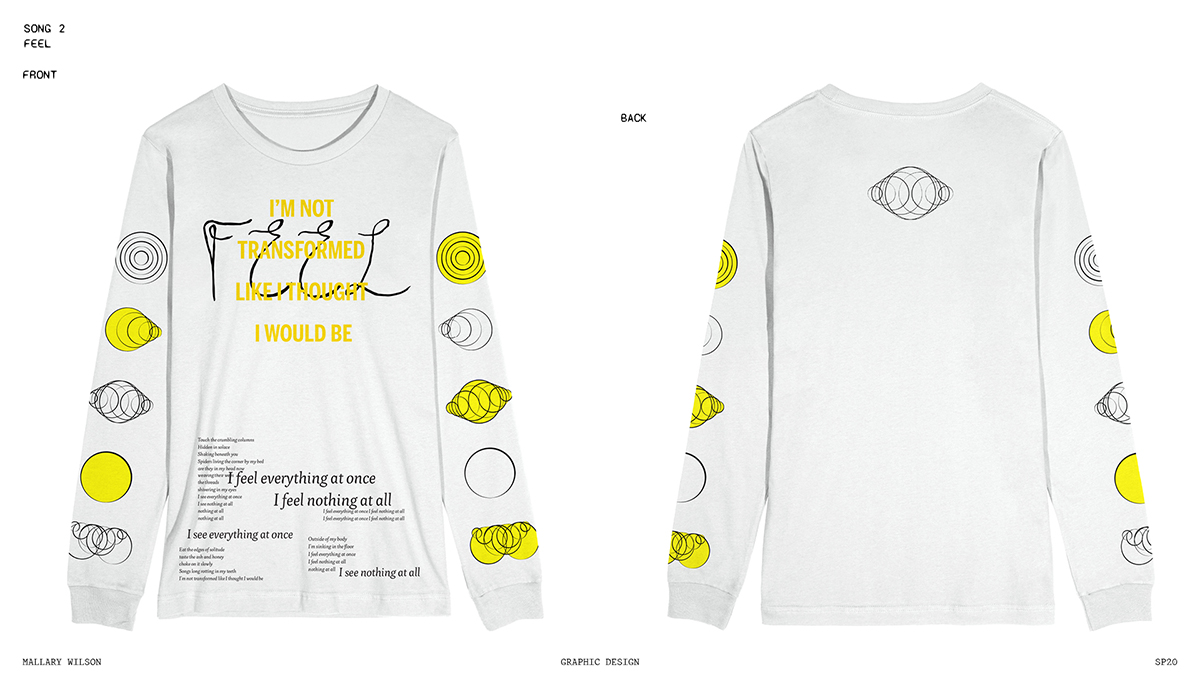 SONG 2
FEEL
FRONT
BACK
I'M NOT
TRANSFORMED
LIKE I THOUGHT
I WOULD BE
FEEL
Touch the crumbling columns
Hidden in solace
Shaking beneath you
Spiders living the corner by my bed
are they in my head now
weaving their
the threads
shivering in my eyes
I see everything at once
I see nothing at all
nothing at all
nothing at all
I feel everything at once
I feel nothing at all
I feel everything at once I feel nothing at all
I feel everything at once I feel nothing at all
I see everything at once
Eat the edges of solitude
taste the ash and honey
choke on it slowly
Songs long rotting in my teeth
I'm not transformed like I thought I would be
Outside of my body
I'm sinking in the floor
I feel everything at once
I feel nothing at all
nothing at all
I see nothing at all
MALLARY WILSON
GRAPHIC DESIGN
SP20